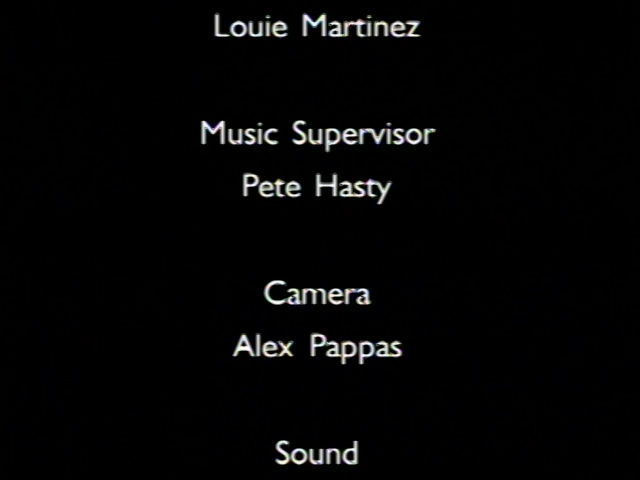 Louie Martinez
Music Supervisor
Pete Hasty
Camera
Alex Pappas
Sound